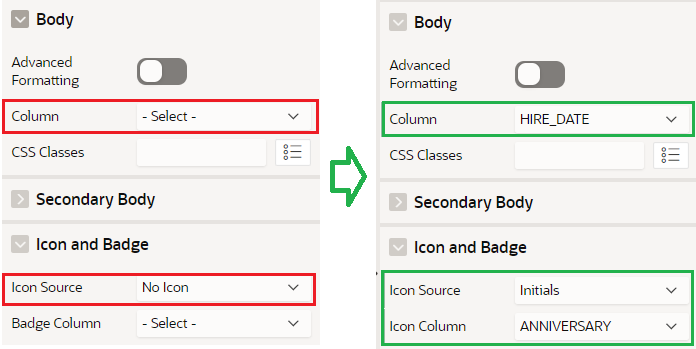 Body
Advanced
Formatting
Column - Select -
CSS Classes
Secondary Body
Icon and Badge
Icon Source No Icon
Badge Column - Select -
Body
Advanced
Formatting
Column HIRE_DATE
CSS Classes
Secondary Body
Icon and Badge
Icon Source Initials
Icon Column ANNIVERSARY